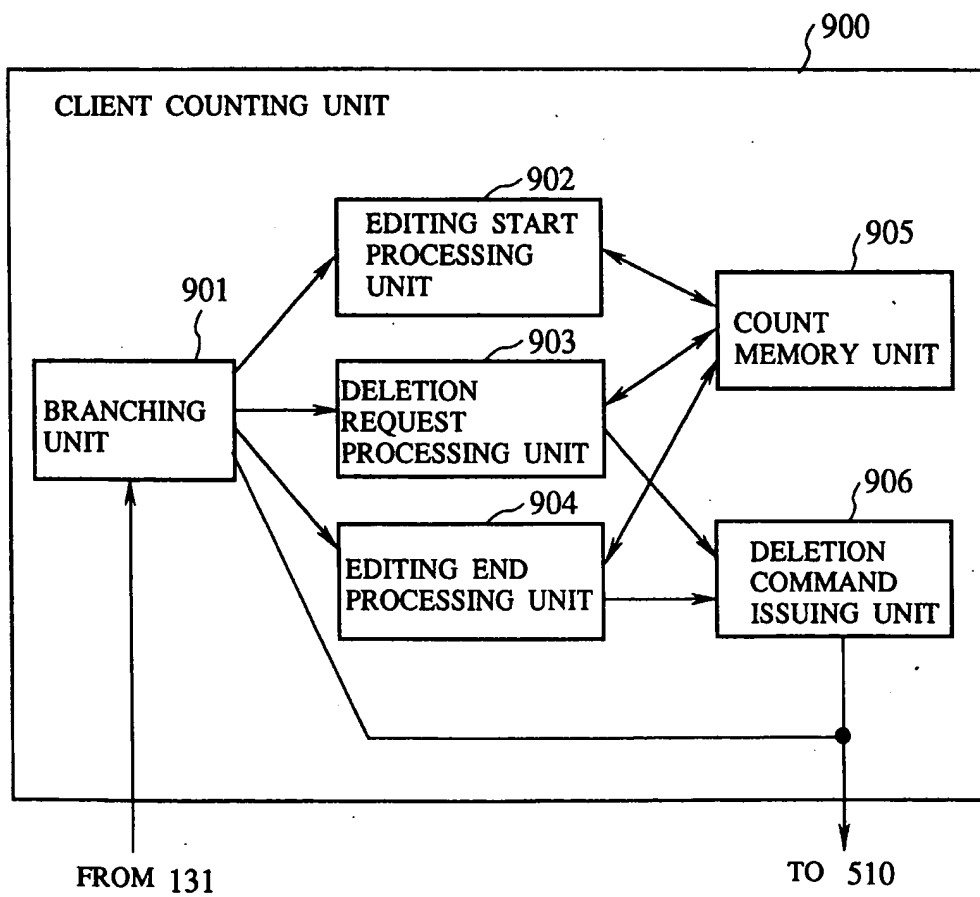 900
CLIENT COUNTING UNIT
902
EDITING START
PROCESSING
UNIT
905
COUNT
MEMORY UNIT
901
BRANCHING
UNIT
903
DELETION
REQUEST
PROCESSING UNIT
904
EDITING END
PROCESSING UNIT
906
DELETION
COMMAND
ISSUING UNIT
FROM 131
TO 510